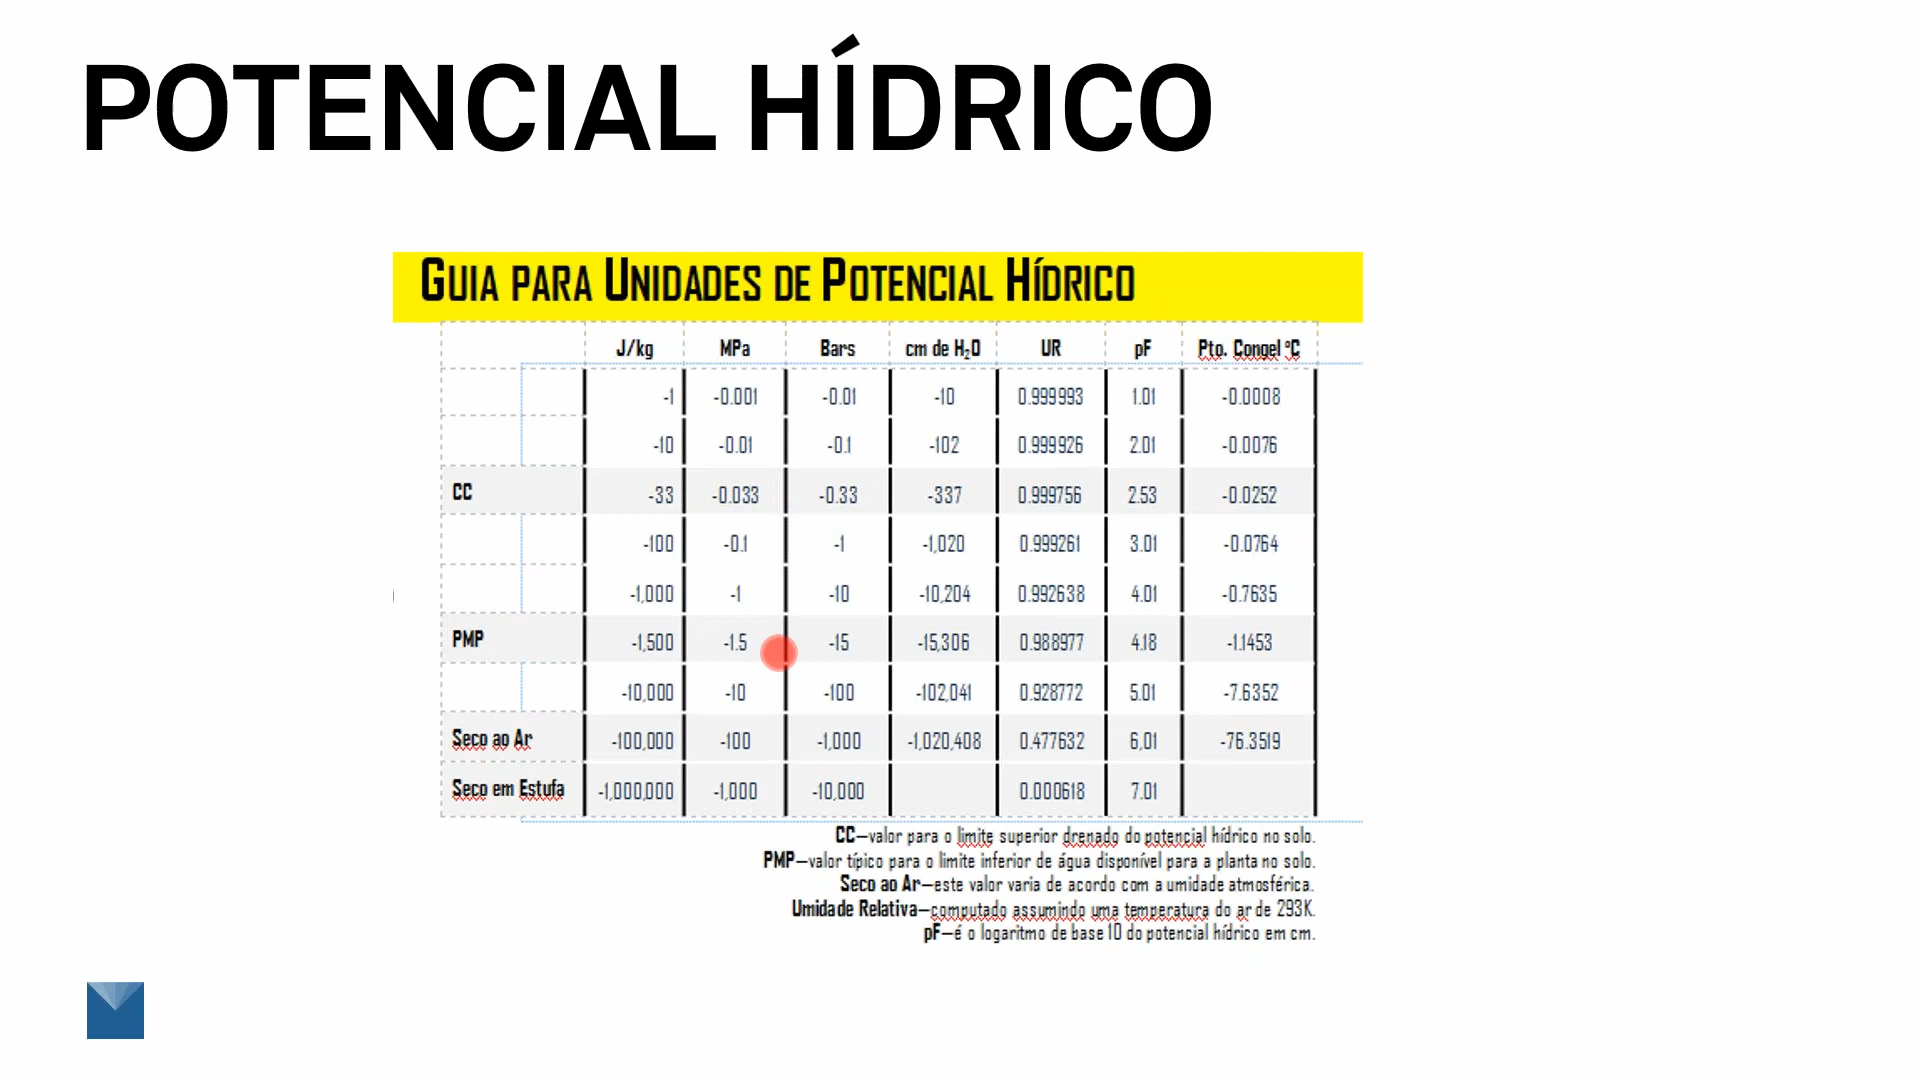 POTENCIAL HÍDRICO
GUIA PARA UNIDADES DE POTENCIAL HÍDRICO
J/kg MPa Bars cm de H₂O UR pF Pto. Congel ºC
-1 -0.001 -0.01 -10 0.999993 1.01 -0.0008
-10 -0.01 -0.1 -102 0.999926 2.01 -0.0076
CC -33 -0.033 -0.33 -337 0.999756 2.53 -0.0252
-100 -0.1 -1 -1,020 0.999261 3.01 -0.0764
-1,000 -1 -10 -10,204 0.992638 4.01 -0.7635
PMP -1,500 -1.5 -15 -15,306 0.988977 4.18 -1.1453
-10,000 -10 -100 -102,041 0.928772 5.01 -7.6352
Seco ao Ar -100,000 -100 -1,000 -1,020,408 0.477632 6,01 -76.3519
Seco em Estufa -1,000,000 -1,000 -10,000 0.000618 7.01
CC—valor para o limite superior drenado do potencial hídrico no solo.
PMP—valor típico para o limite inferior de água disponível para a planta no solo.
Seco ao Ar—este valor varia de acordo com a umidade atmosférica.
Umidade Relativa—computado assumindo uma temperatura do ar de 293K.
pF—é o logaritmo de base 10 do potencial hídrico em cm.